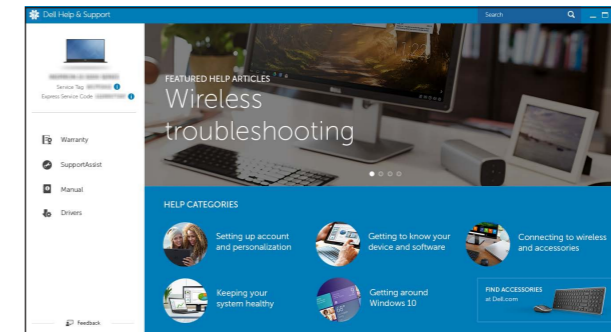 Dell Help & Support
Search
Service Tag:
Express Service Code:
Warranty
SupportAssist
Manual
Drivers
Feedback
FEATURED HELP ARTICLES
Wireless
troubleshooting
DELL
HELP CATEGORIES
Setting up account
and personalization
Getting to know your
device and software
Connecting to wireless
and accessories
Keeping your
system healthy
Getting around
Windows 10
FIND ACCESSORIES
at Dell.com